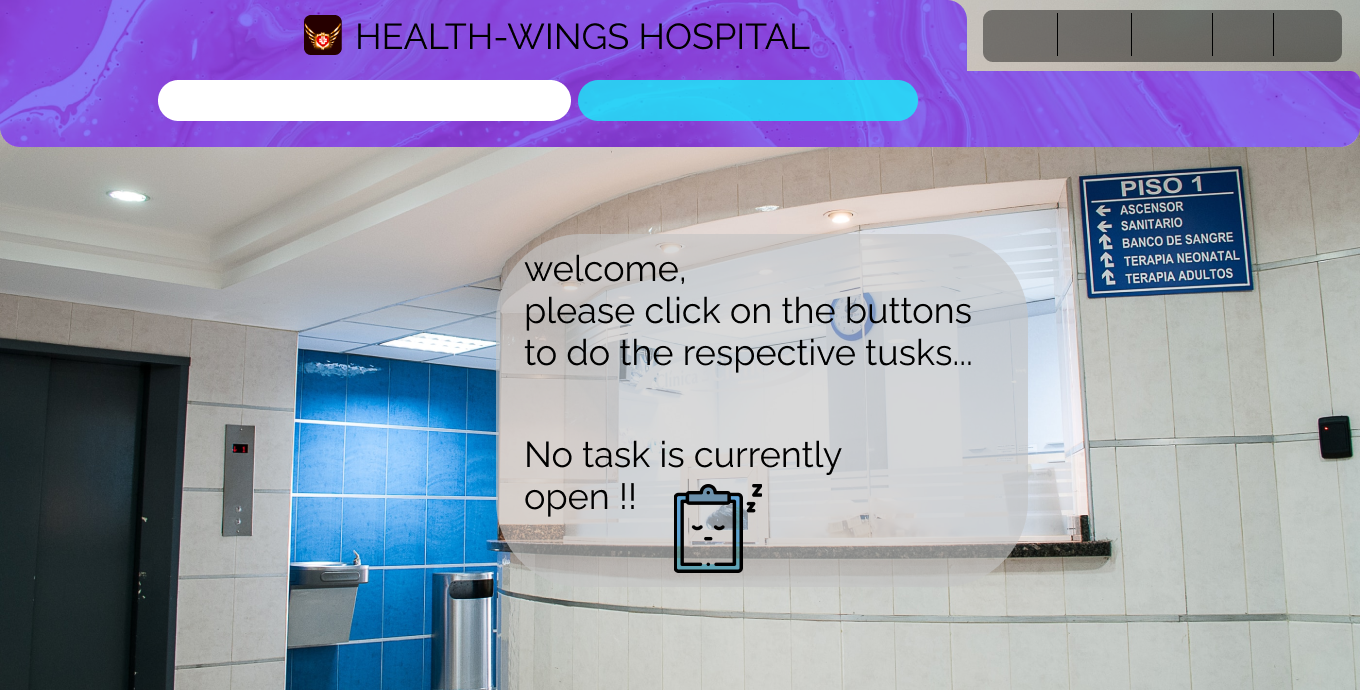 HEALTH-WINGS HOSPITAL
PISO 1
ASCENSOR
SANITARIO
BANCO DE SANGRE
TERAPIA NEONATAL
TERAPIA ADULTOS
welcome,
please click on the buttons
to do the respective tusks...
No task is currently
open !!
z
z